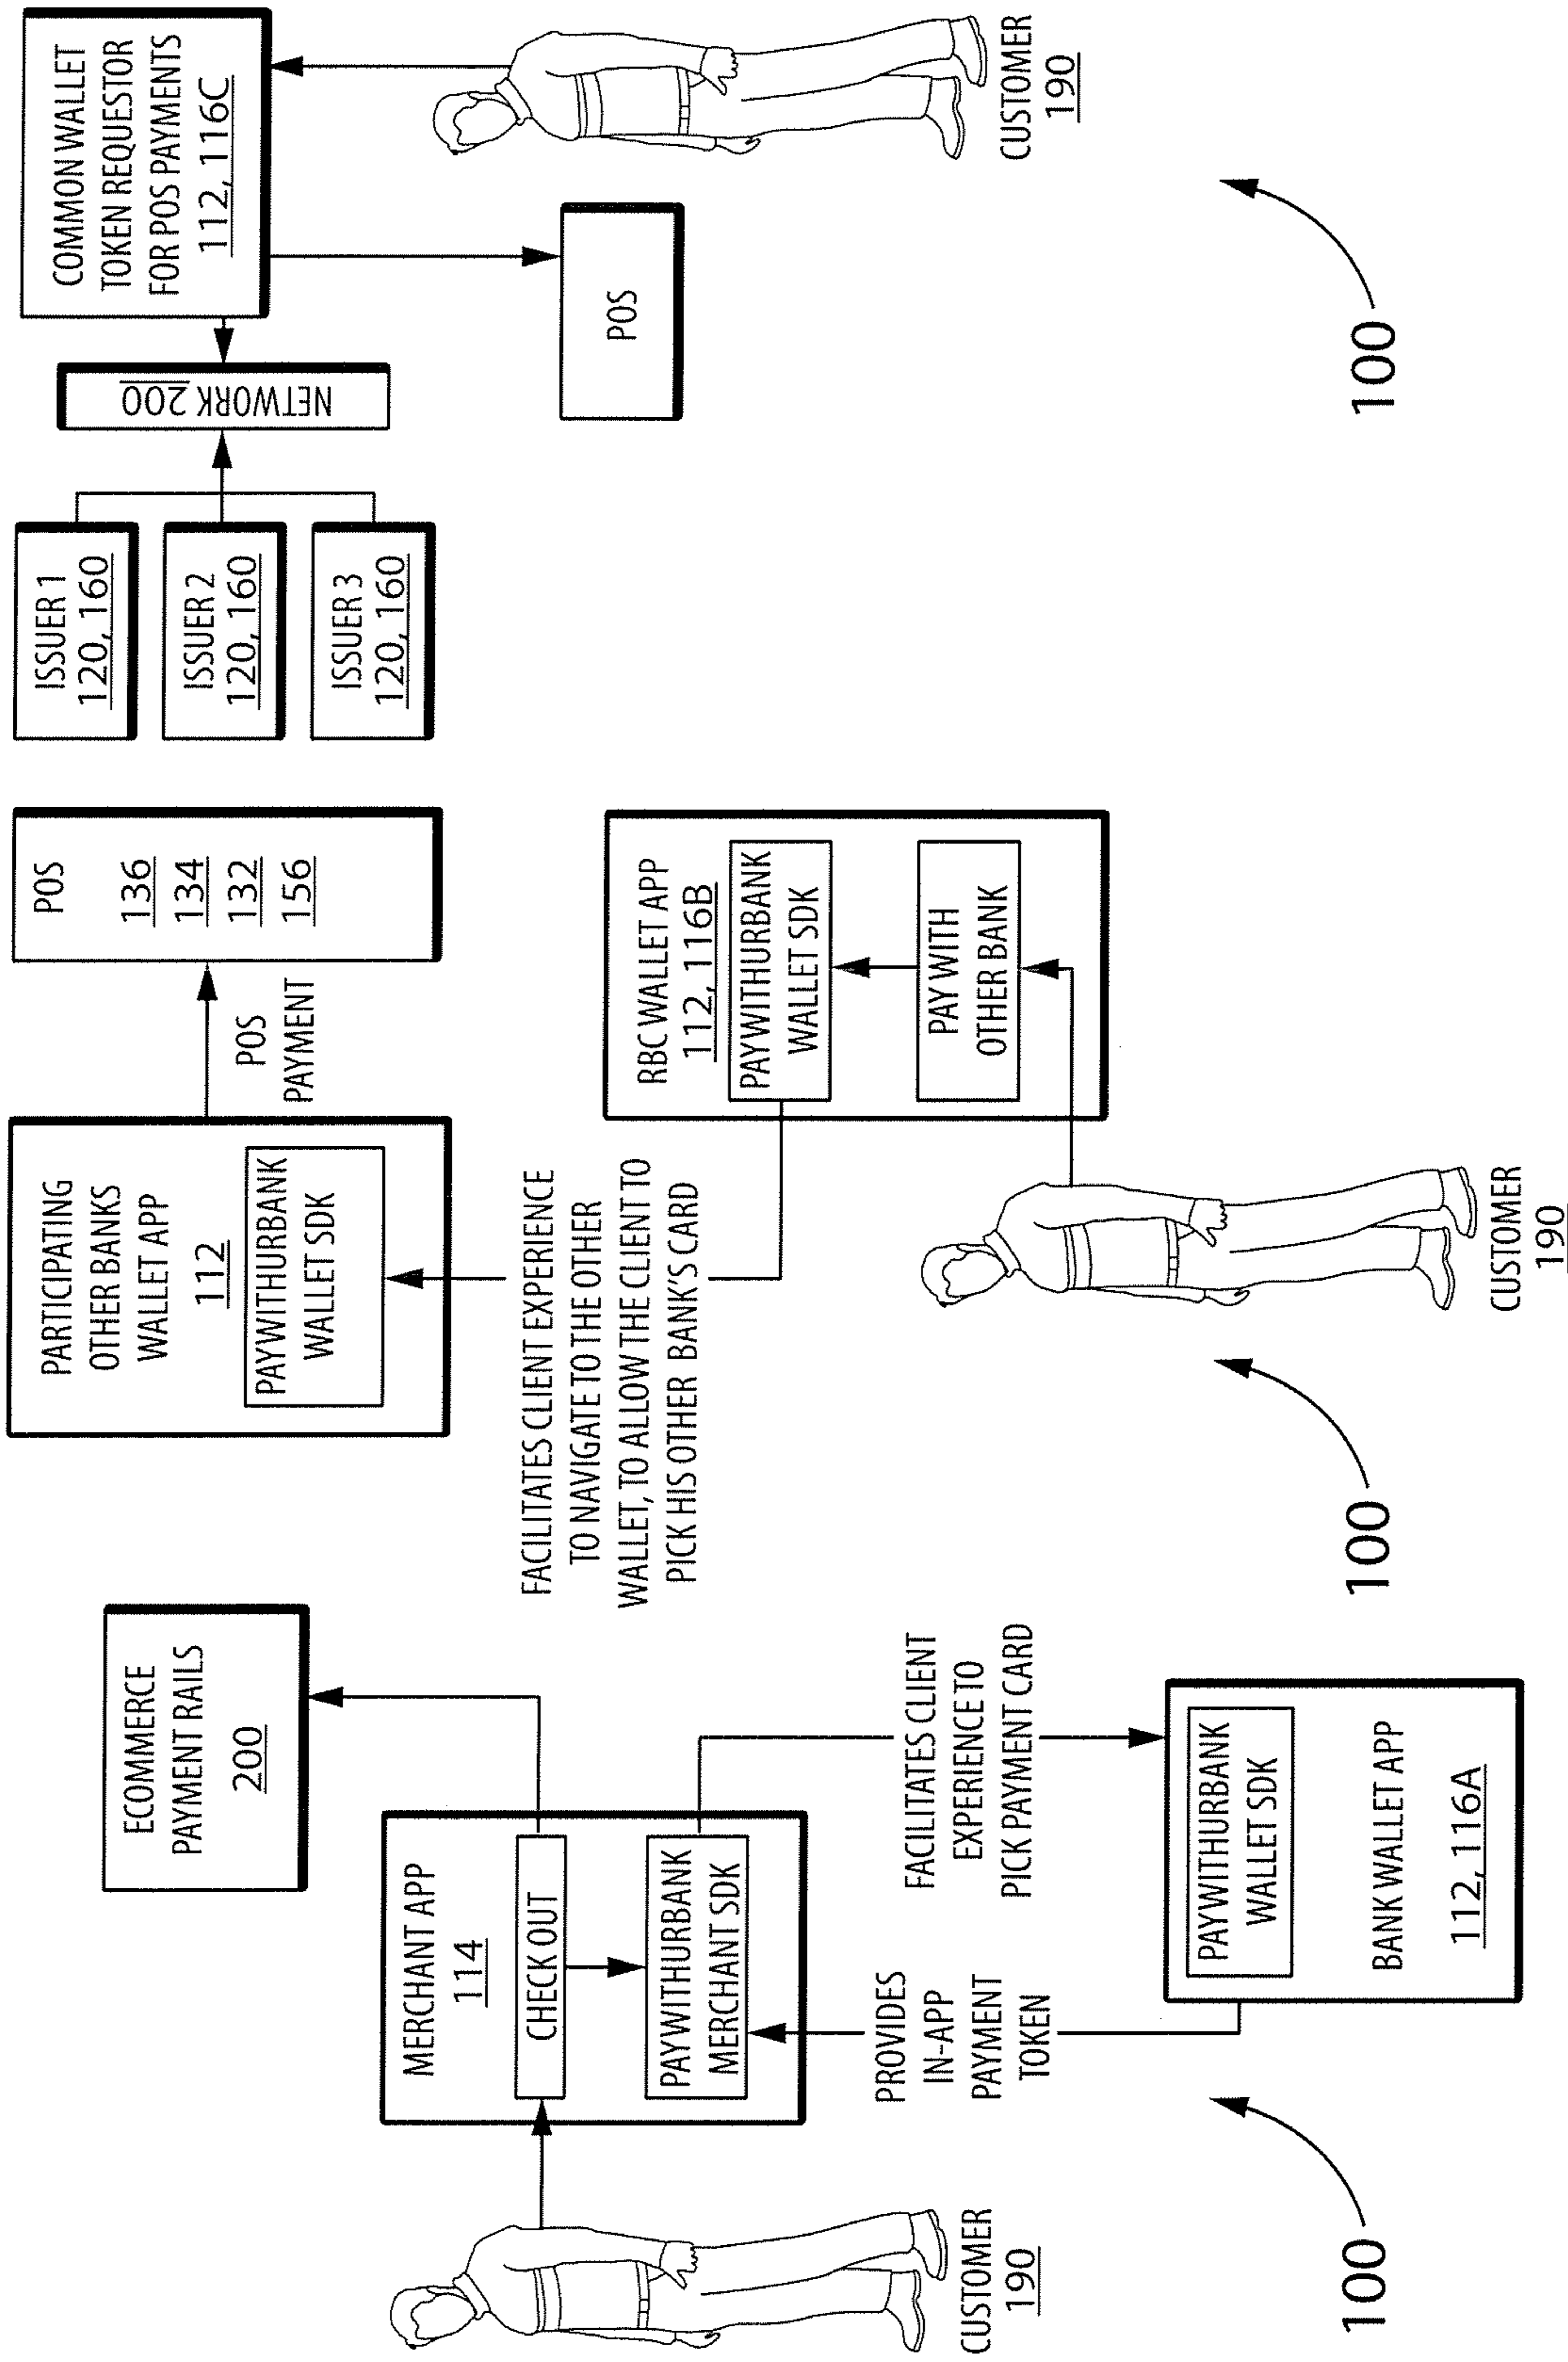 ECOMMERCE
PAYMENT RAILS
200
MERCHANT APP
114
CHECK OUT
PAYWITHURBANK
MERCHANT SDK
CUSTOMER
190
PROVIDES
IN-APP
PAYMENT
TOKEN
FACILITATES CLIENT
EXPERIENCE TO
PICK PAYMENT CARD
PAYWITHURBANK
WALLET SDK
BANK WALLET APP
112, 116A
100
PARTICIPATING
OTHER BANKS
WALLET APP
112
PAYWITHURBANK
WALLET SDK
POS
PAYMENT
POS
136
134
132
156
FACILITATES CLIENT EXPERIENCE
TO NAVIGATE TO THE OTHER
WALLET, TO ALLOW THE CLIENT TO
PICK HIS OTHER BANK'S CARD
RBC WALLET APP
112, 116B
PAYWITHURBANK
WALLET SDK
PAY WITH
OTHER BANK
CUSTOMER
190
100
ISSUER 1
120, 160
ISSUER 2
120, 160
ISSUER 3
120, 160
NETWORK 200
COMMON WALLET
TOKEN REQUESTOR
FOR POS PAYMENTS
112, 116C
POS
CUSTOMER
190
100